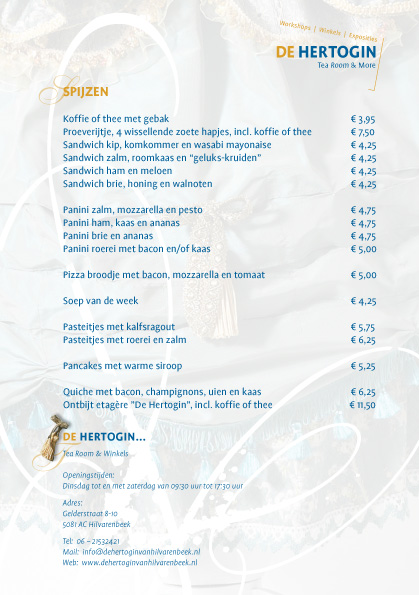 Workshops | Winkels | Exposities
DE HERTOGIN
Tea Room & More
SPIJZEN
Koffie of thee met gebak € 3,95
Proeverijtje, 4 wissellende zoete hapjes, incl. koffie of thee € 7,50
Sandwich kip, komkommer en wasabi mayonaise € 4,25
Sandwich zalm, roomkaas en “geluks-kruiden” € 4,25
Sandwich ham en meloen € 4,25
Sandwich brie, honing en walnoten € 4,25
Panini zalm, mozzarella en pesto € 4,75
Panini ham, kaas en ananas € 4,75
Panini brie en ananas € 4,75
Panini roerei met bacon en/of kaas € 5,00
Pizza broodje met bacon, mozzarella en tomaat € 5,00
Soep van de week € 4,25
Pasteitjes met kalfsragout € 5,75
Pasteitjes met roerei en zalm € 6,25
Pancakes met warme siroop € 5,25
Quiche met bacon, champignons, uien en kaas € 6,25
Ontbijt etagère "De Hertogin", incl. koffie of thee € 11,50
DE HERTOGIN...
Tea Room & Winkels
Openingstijden:
Dinsdag tot en met zaterdag van 09:30 uur tot 17:30 uur
Adres:
Gelderstraat 8-10
5081 AC Hilvarenbeek
Tel: 06 – 21532421
Mail: info@dehertoginvanhilvarenbeek.nl
Web: www.dehertoginvanhilvarenbeek.nl